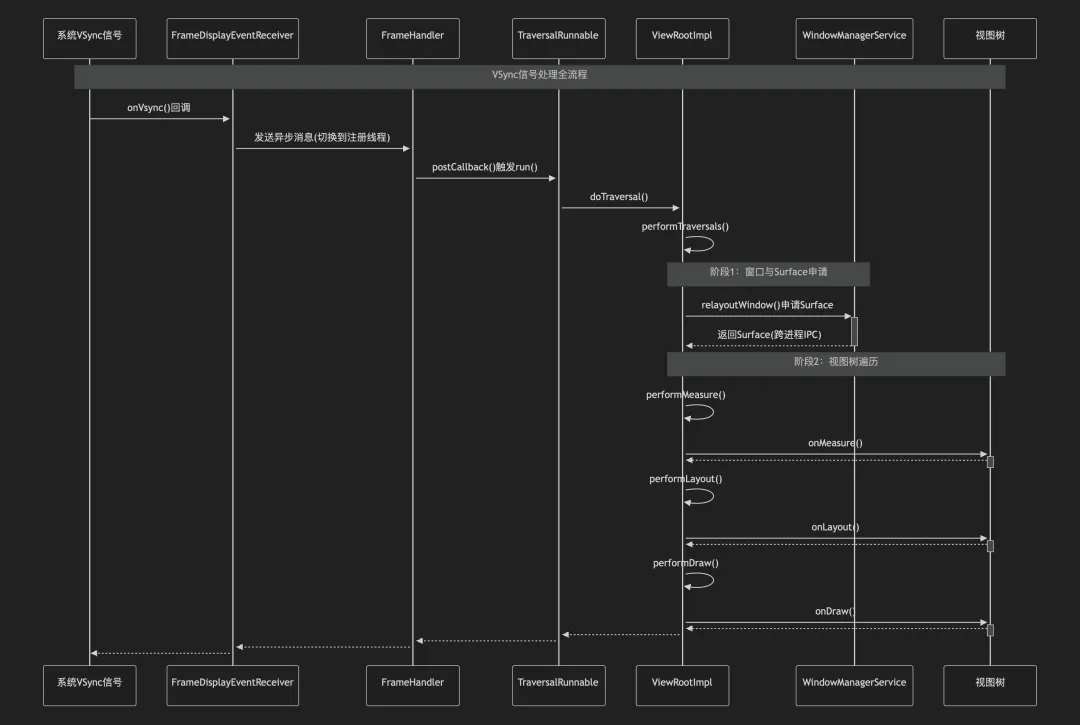 系统VSync信号
FrameDisplayEventReceiver
FrameHandler
TraversalRunnable
ViewRootImpl
WindowManagerService
视图树
VSync信号处理全流程
onVsync()回调
发送异步消息(切换到注册线程)
postCallback()触发run()
doTraversal()
performTraversals()
阶段1：窗口与Surface申请
relayoutWindow()申请Surface
返回Surface(跨进程IPC)
阶段2：视图树遍历
performMeasure()
onMeasure()
performLayout()
onLayout()
performDraw()
onDraw()
系统VSync信号
FrameDisplayEventReceiver
FrameHandler
TraversalRunnable
ViewRootImpl
WindowManagerService
视图树